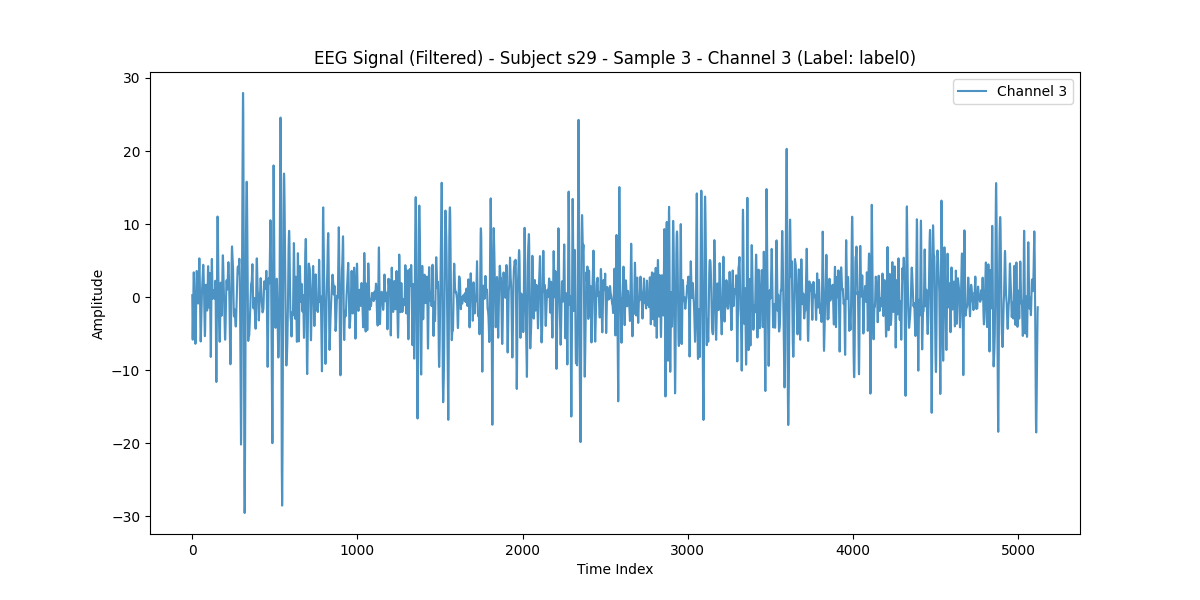 EEG Signal (Filtered) - Subject s29 - Sample 3 - Channel 3 (Label: label0)
Channel 3
30
20
10
0
−10
−20
−30
Amplitude
0 1000 2000 3000 4000 5000
Time Index